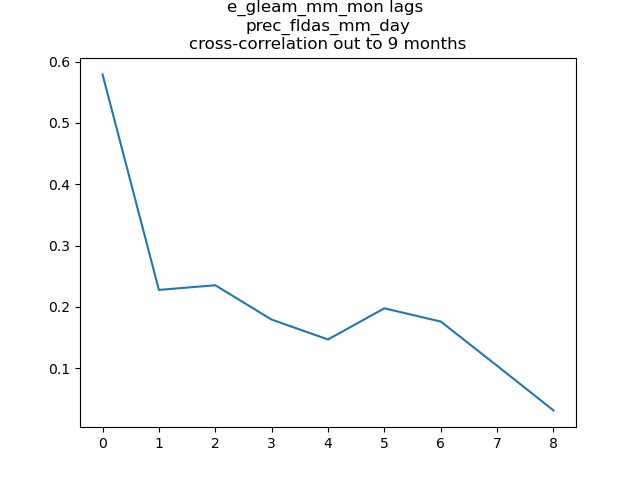 e_gleam_mm_mon lags
prec_fldas_mm_day
cross-correlation out to 9 months
0.6
0.5
0.4
0.3
0.2
0.1
0 1 2 3 4 5 6 7 8